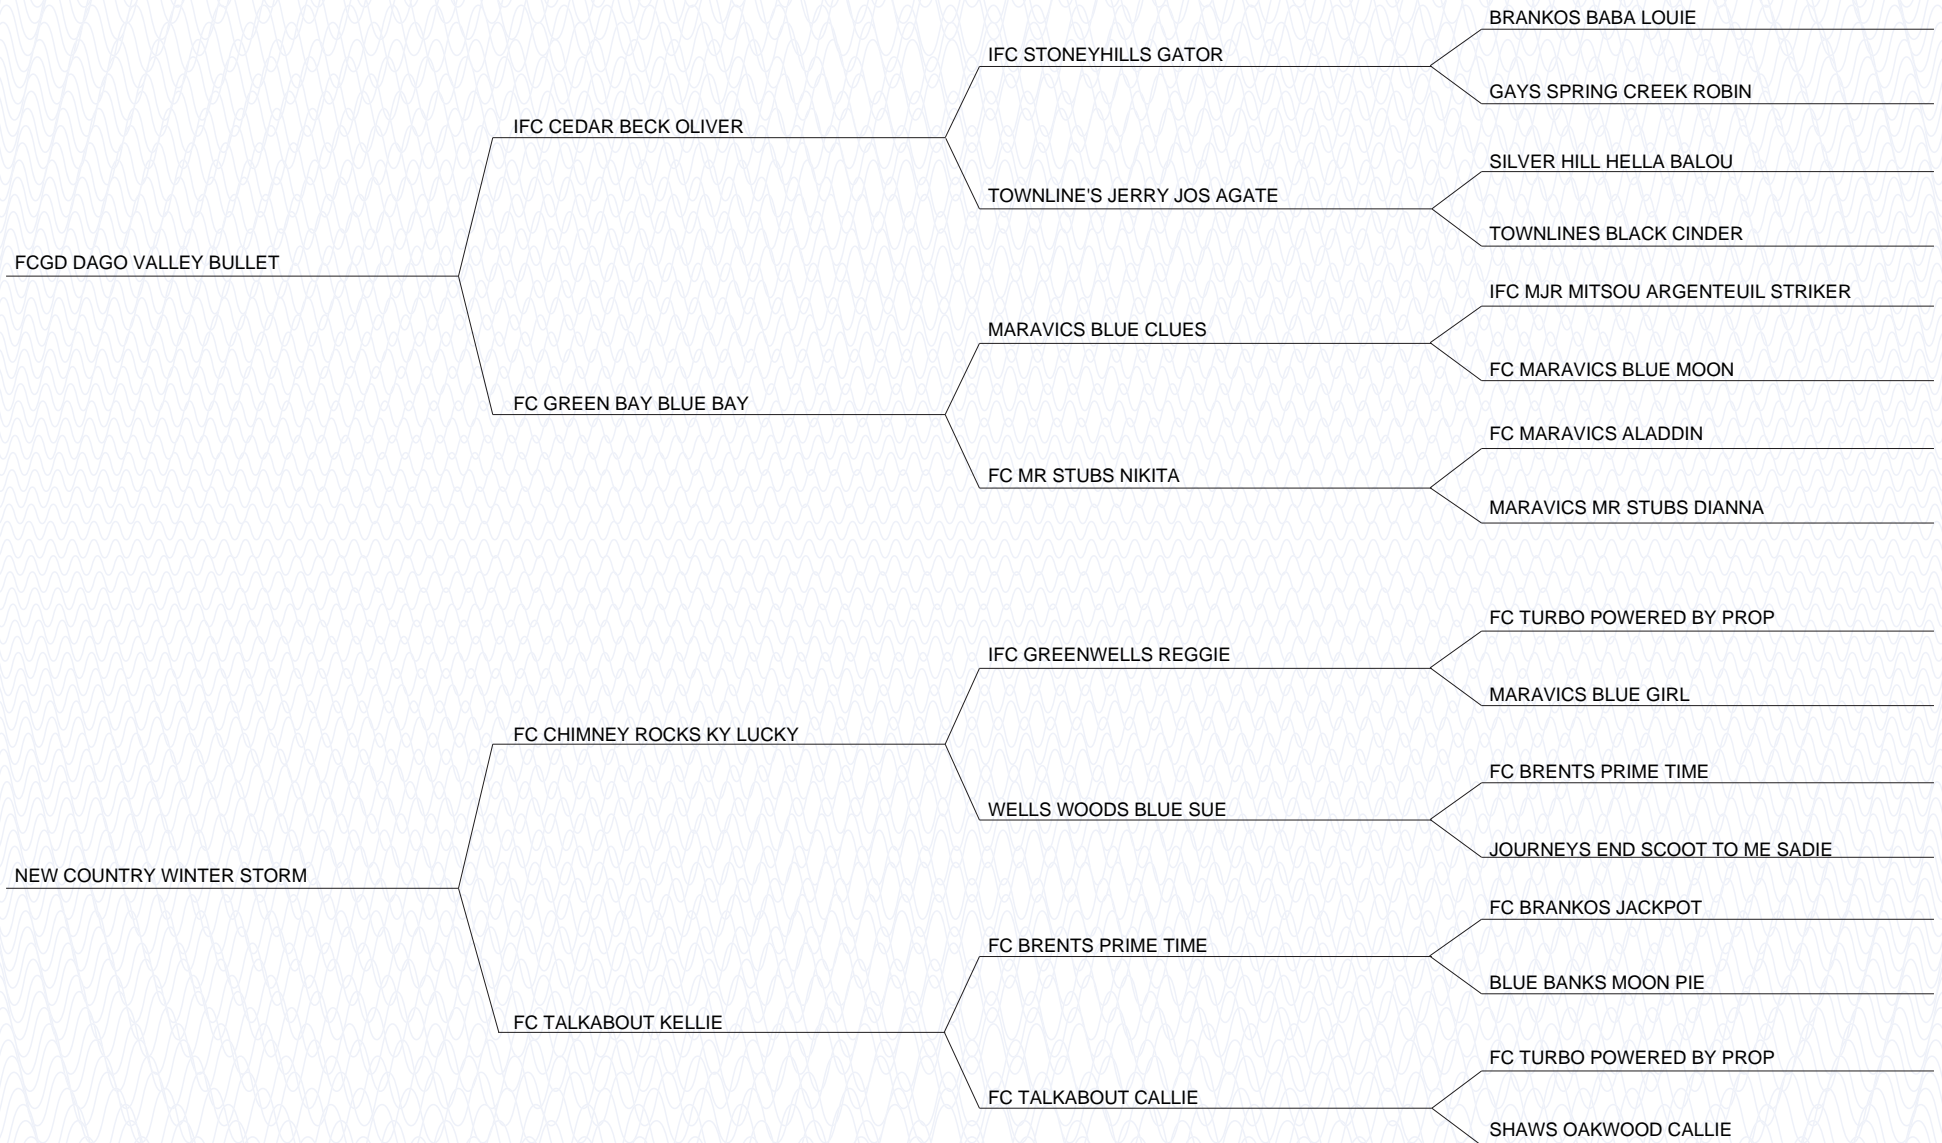 BRANKOS BABA LOUIE
IFC STONEYHILLS GATOR
GAYS SPRING CREEK ROBIN
IFC CEDAR BECK OLIVER
SILVER HILL HELLA BALOU
TOWNLINE'S JERRY JOS AGATE
TOWNLINES BLACK CINDER
FCGD DAGO VALLEY BULLET
IFC MJR MITSOU ARGENTEUIL STRIKER
MARAVICS BLUE CLUES
FC MARAVICS BLUE MOON
FC GREEN BAY BLUE BAY
FC MARAVICS ALADDIN
FC MR STUBS NIKITA
MARAVICS MR STUBS DIANNA
FC TURBO POWERED BY PROP
IFC GREENWELLS REGGIE
MARAVICS BLUE GIRL
FC CHIMNEY ROCKS KY LUCKY
FC BRENTS PRIME TIME
WELLS WOODS BLUE SUE
JOURNEYS END SCOOT TO ME SADIE
NEW COUNTRY WINTER STORM
FC BRANKOS JACKPOT
FC BRENTS PRIME TIME
BLUE BANKS MOON PIE
FC TALKABOUT KELLIE
FC TURBO POWERED BY PROP
FC TALKABOUT CALLIE
SHAWS OAKWOOD CALLIE